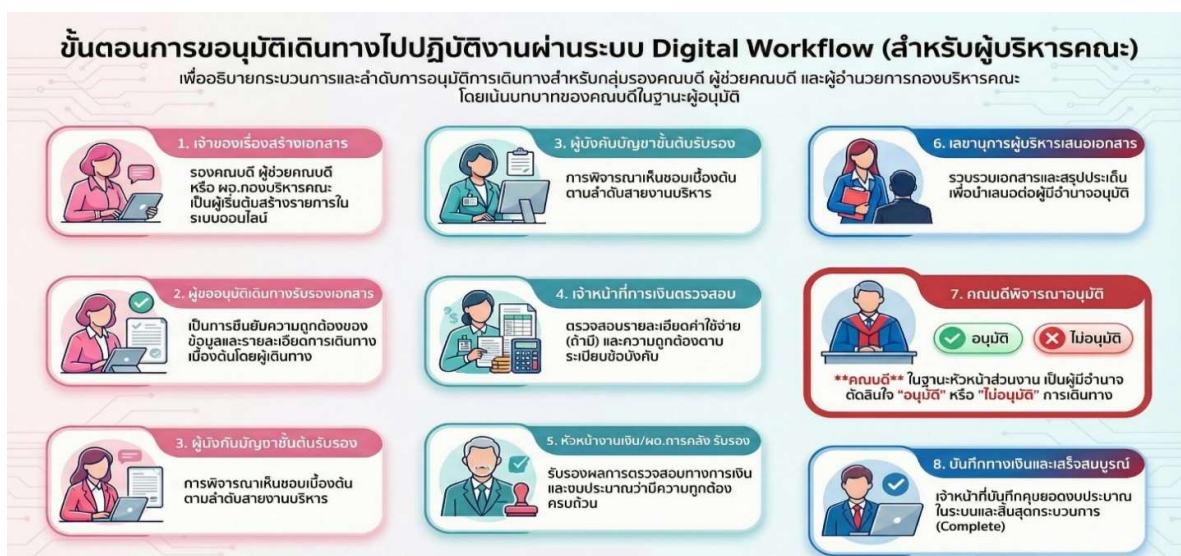 ขั้นตอนการขออนุมัติเดินทางไปปฏิบัติงานผ่านระบบ Digital Workflow (สำหรับผู้บริหารคณะ)
เพื่ออธิบายกระบวนการและลำดับการอนุมัติการเดินทางสำหรับกลุ่มรองคณบดี ผู้ช่วยคณบดี และผู้อำนวยการกองบริหารคณะ
โดยเน้นบทบาทของคณบดีในฐานะผู้อนุมัติ
1. เจ้าของเรื่องสร้างเอกสาร
รองคณบดี ผู้ช่วยคณบดี
หรือ ผอ.กองบริหารคณะ
เป็นผู้เริ่มต้นสร้างรายการใน
ระบบออนไลน์
2. ผู้ขออนุมัติเดินทางรับรองเอกสาร
เป็นการยืนยันความถูกต้องของ
ข้อมูลและรายละเอียดการเดินทาง
เบื้องต้นโดยผู้เดินทาง
3. ผู้บังคับบัญชาชั้นต้นรับรอง
การพิจารณาเห็นชอบเบื้องต้น
ตามลำดับสายงานบริหาร
3. ผู้บังคับบัญชาชั้นต้นรับรอง
การพิจารณาเห็นชอบเบื้องต้น
ตามลำดับสายงานบริหาร
4. เจ้าหน้าที่การเงินตรวจสอบ
ตรวจสอบรายละเอียดค่าใช้จ่าย
(ถ้ามี) และความถูกต้องตาม
ระเบียบข้อบังคับ
5. หัวหน้างานเงิน/ผอ.การคลัง รับรอง
รับรองผลการตรวจสอบทางการเงิน
และงบประมาณว่ามีความถูกต้อง
ครบถ้วน
6. เลขานุการผู้บริหารเสนอเอกสาร
รวบรวมเอกสารและสรุปประเด็น
เพื่อนำเสนอต่อผู้มีอำนาจอนุมัติ
7. คณบดีพิจารณาอนุมัติ
อนุมัติ ไม่อนุมัติ
**คณบดี** ในฐานะหัวหน้าส่วนงาน เป็นผู้มีอำนาจ
ตัดสินใจ "อนุมัติ" หรือ "ไม่อนุมัติ" การเดินทาง
8. บันทึกทางเงินและเสร็จสมบูรณ์
เจ้าหน้าที่บันทึกคุมยอดงบประมาณ
ในระบบและสิ้นสุดกระบวนการ
(Complete)